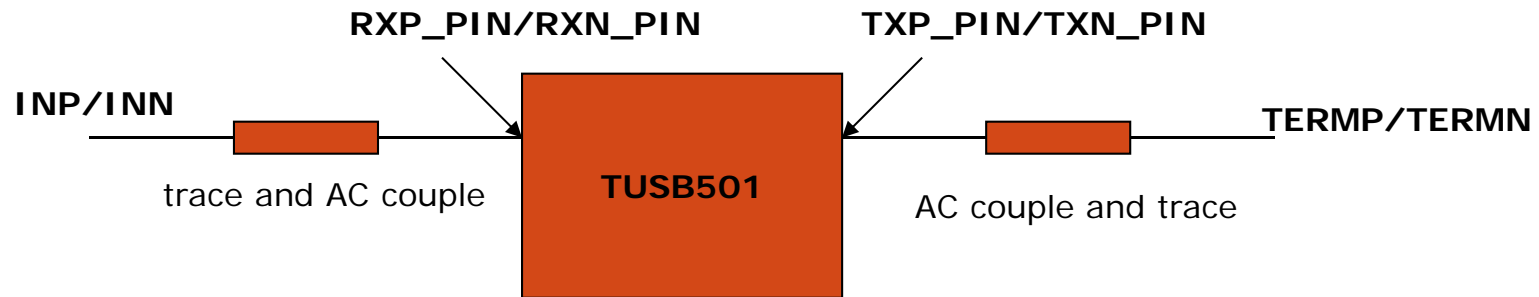 RXP_PIN/RXN_PIN
TXP_PIN/TXN_PIN
INP/INN
TERMP/TERMN
trace and AC couple
TUSB501
AC couple and trace